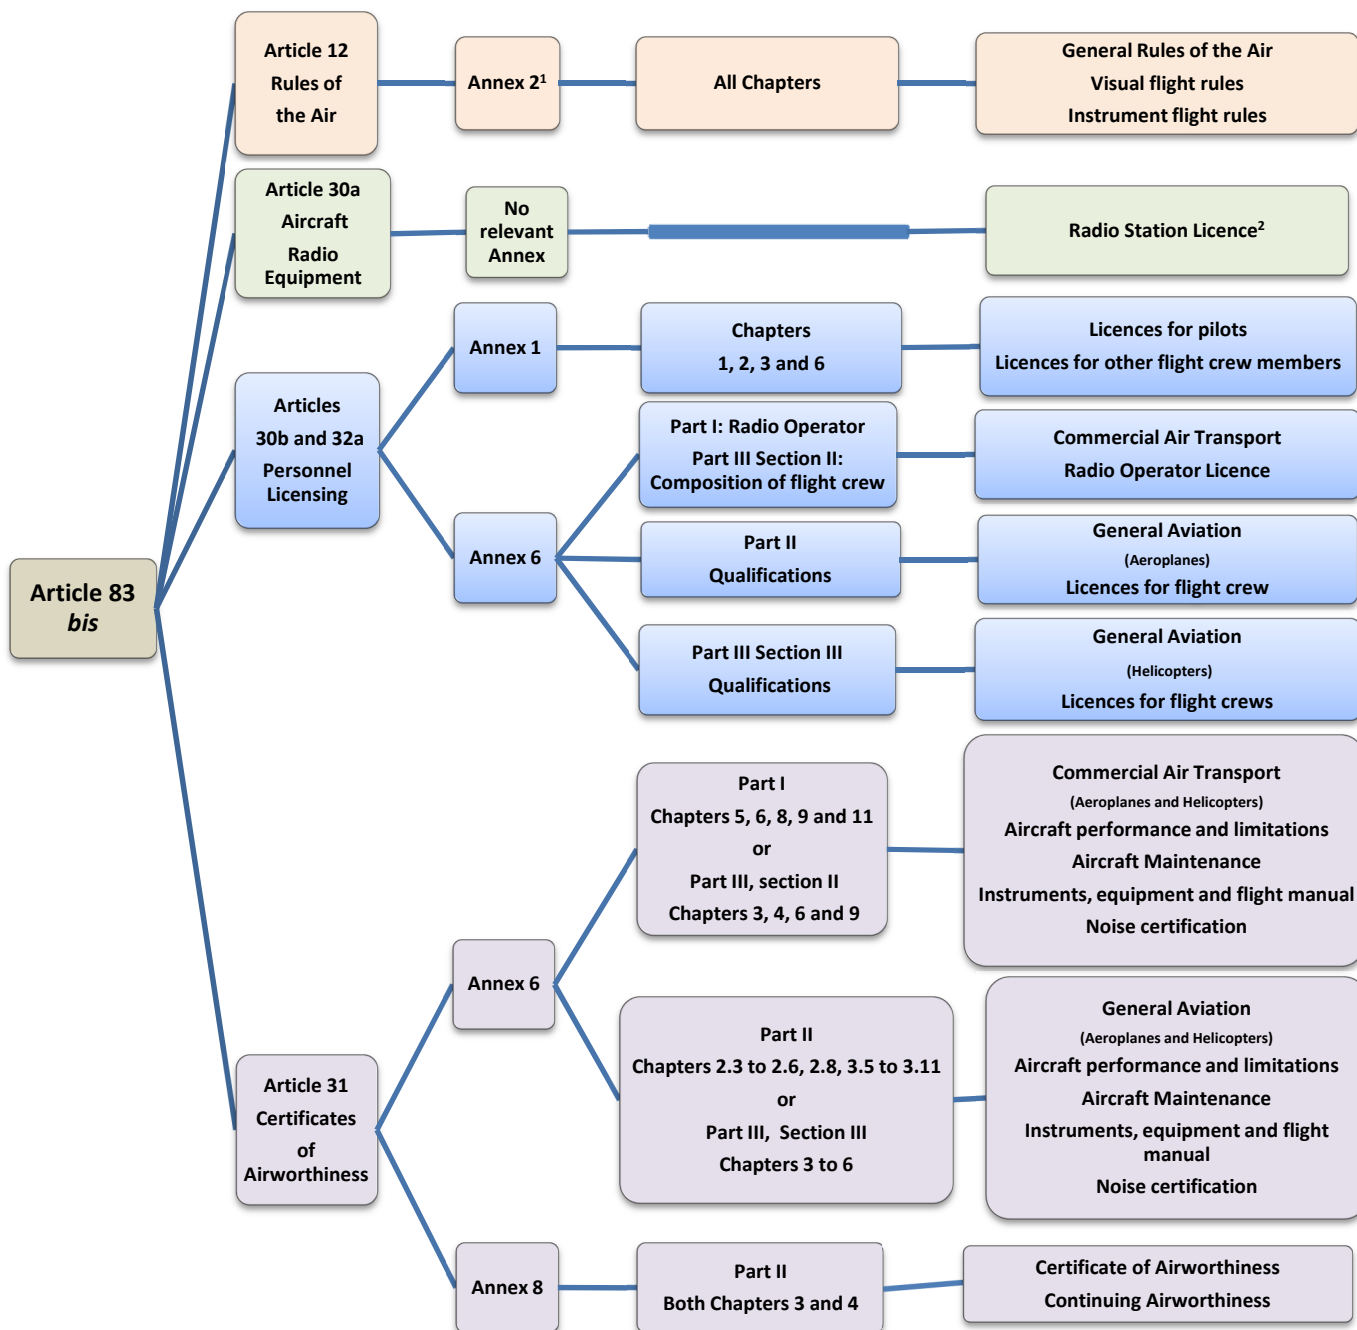 Article 83
bis
Article 12
Rules of
the Air
Annex 2¹
All Chapters
General Rules of the Air
Visual flight rules
Instrument flight rules
Article 30a
Aircraft
Radio
Equipment
No
relevant
Annex
Radio Station Licence²
Articles
30b and 32a
Personnel
Licensing
Annex 1
Chapters
1, 2, 3 and 6
Licences for pilots
Licences for other flight crew members
Annex 6
Part I: Radio Operator
Part III Section II:
Composition of flight crew
Commercial Air Transport
Radio Operator Licence
Part II
Qualifications
General Aviation
(Aeroplanes)
Licences for flight crew
Part III Section III
Qualifications
General Aviation
(Helicopters)
Licences for flight crews
Article 31
Certificates
of
Airworthiness
Annex 6
Part I
Chapters 5, 6, 8, 9 and 11
or
Part III, section II
Chapters 3, 4, 6 and 9
Commercial Air Transport
(Aeroplanes and Helicopters)
Aircraft performance and limitations
Aircraft Maintenance
Instruments, equipment and flight manual
Noise certification
Part II
Chapters 2.3 to 2.6, 2.8, 3.5 to 3.11
or
Part III, Section III
Chapters 3 to 6
General Aviation
(Aeroplanes and Helicopters)
Aircraft performance and limitations
Aircraft Maintenance
Instruments, equipment and flight
manual
Noise certification
Annex 8
Part II
Both Chapters 3 and 4
Certificate of Airworthiness
Continuing Airworthiness